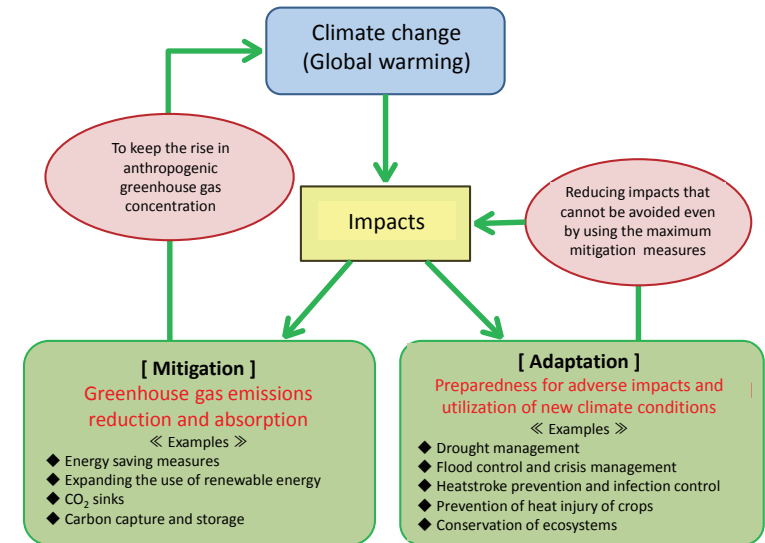 Climate change
(Global warming)
To keep the rise in
anthropogenic
greenhouse gas
concentration
Impacts
Reducing impacts that
cannot be avoided even
by using the maximum
mitigation measures
[ Mitigation ]
Greenhouse gas emissions
reduction and absorption
≪ Examples ≫
◆ Energy saving measures
◆ Expanding the use of renewable energy
◆ CO₂ sinks
◆ Carbon capture and storage
[ Adaptation ]
Preparedness for adverse impacts and
utilization of new climate conditions
≪ Examples ≫
◆ Drought management
◆ Flood control and crisis management
◆ Heatstroke prevention and infection control
◆ Prevention of heat injury of crops
◆ Conservation of ecosystems